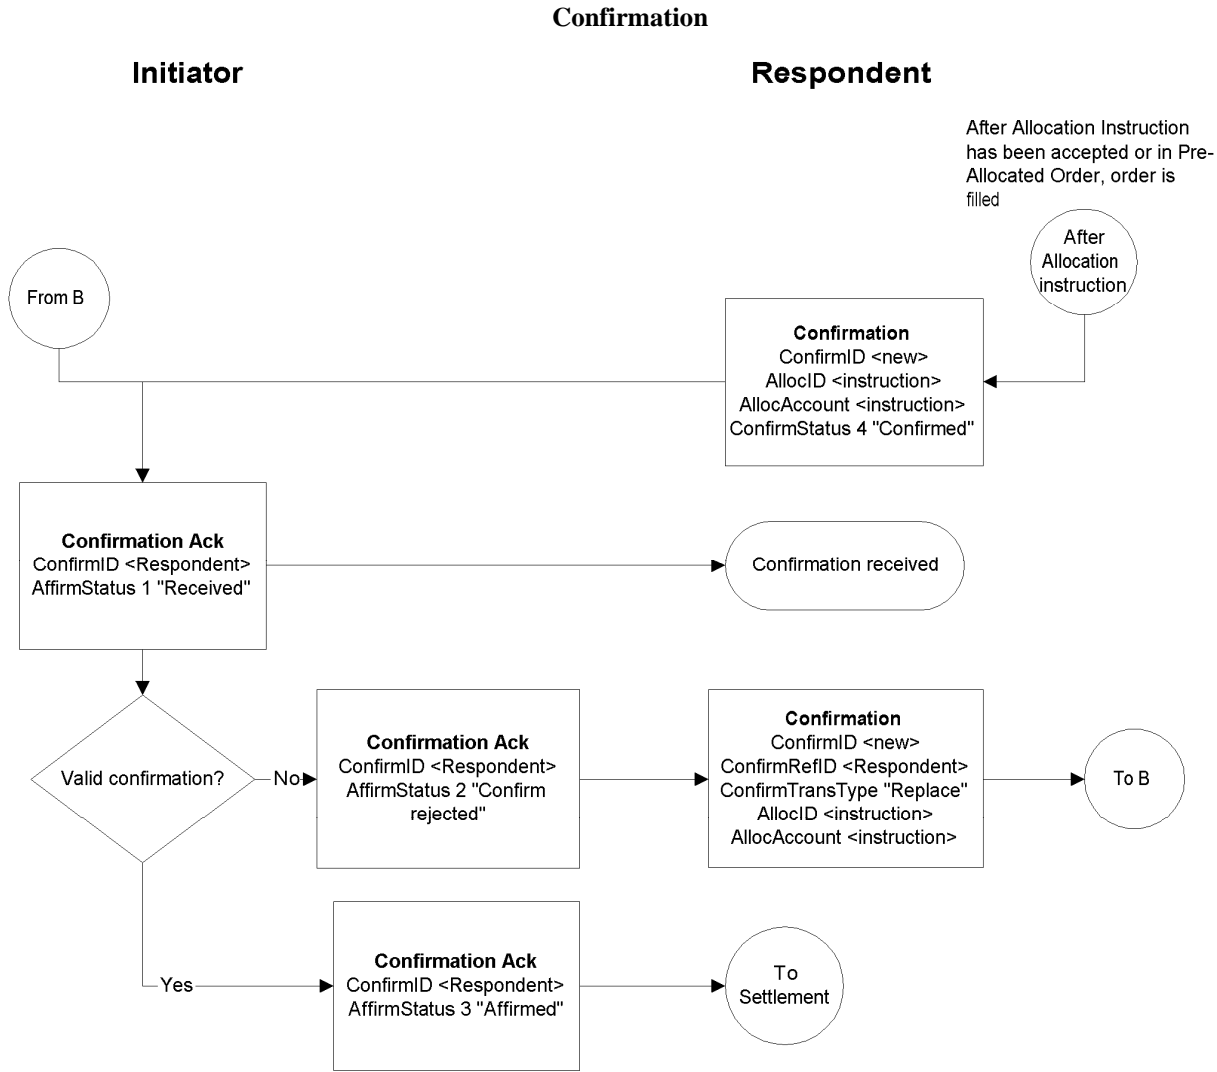 Confirmation
Initiator
Respondent
After Allocation Instruction
has been accepted or in Pre-
Allocated Order, order is
filled
After
Allocation
instruction
From B
Confirmation
ConfirmID <new>
AllocID <instruction>
AllocAccount <instruction>
ConfirmStatus 4 "Confirmed"
Confirmation Ack
ConfirmID <Respondent>
AffirmStatus 1 "Received"
Confirmation received
Valid confirmation?
No
Confirmation Ack
ConfirmID <Respondent>
AffirmStatus 2 "Confirm
rejected"
Confirmation
ConfirmID <new>
ConfirmRefID <Respondent>
ConfirmTransType "Replace"
AllocID <instruction>
AllocAccount <instruction>
To B
Yes
Confirmation Ack
ConfirmID <Respondent>
AffirmStatus 3 "Affirmed"
To
Settlement